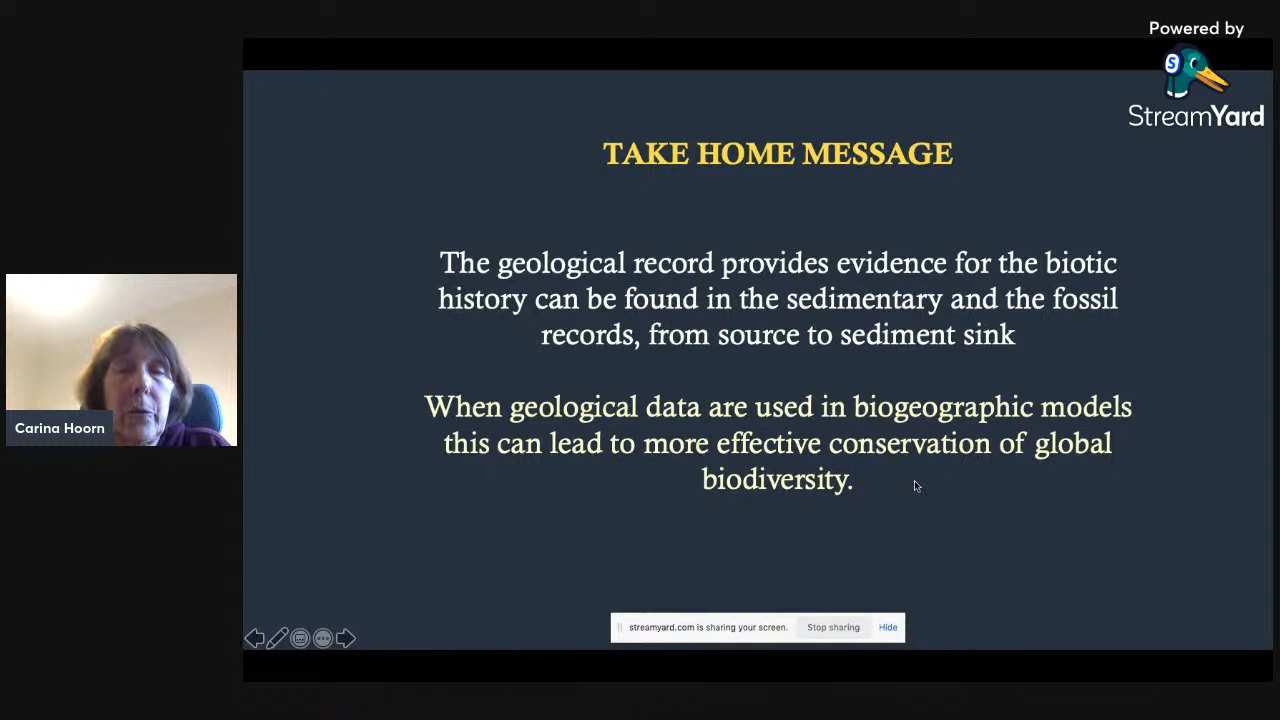 Powered by
StreamYard
TAKE HOME MESSAGE
The geological record provides evidence for the biotic
history can be found in the sedimentary and the fossil
records, from source to sediment sink
When geological data are used in biogeographic models
this can lead to more effective conservation of global
biodiversity.
Carina Hoorn
streamyard.com is sharing your screen. Stop sharing Hide